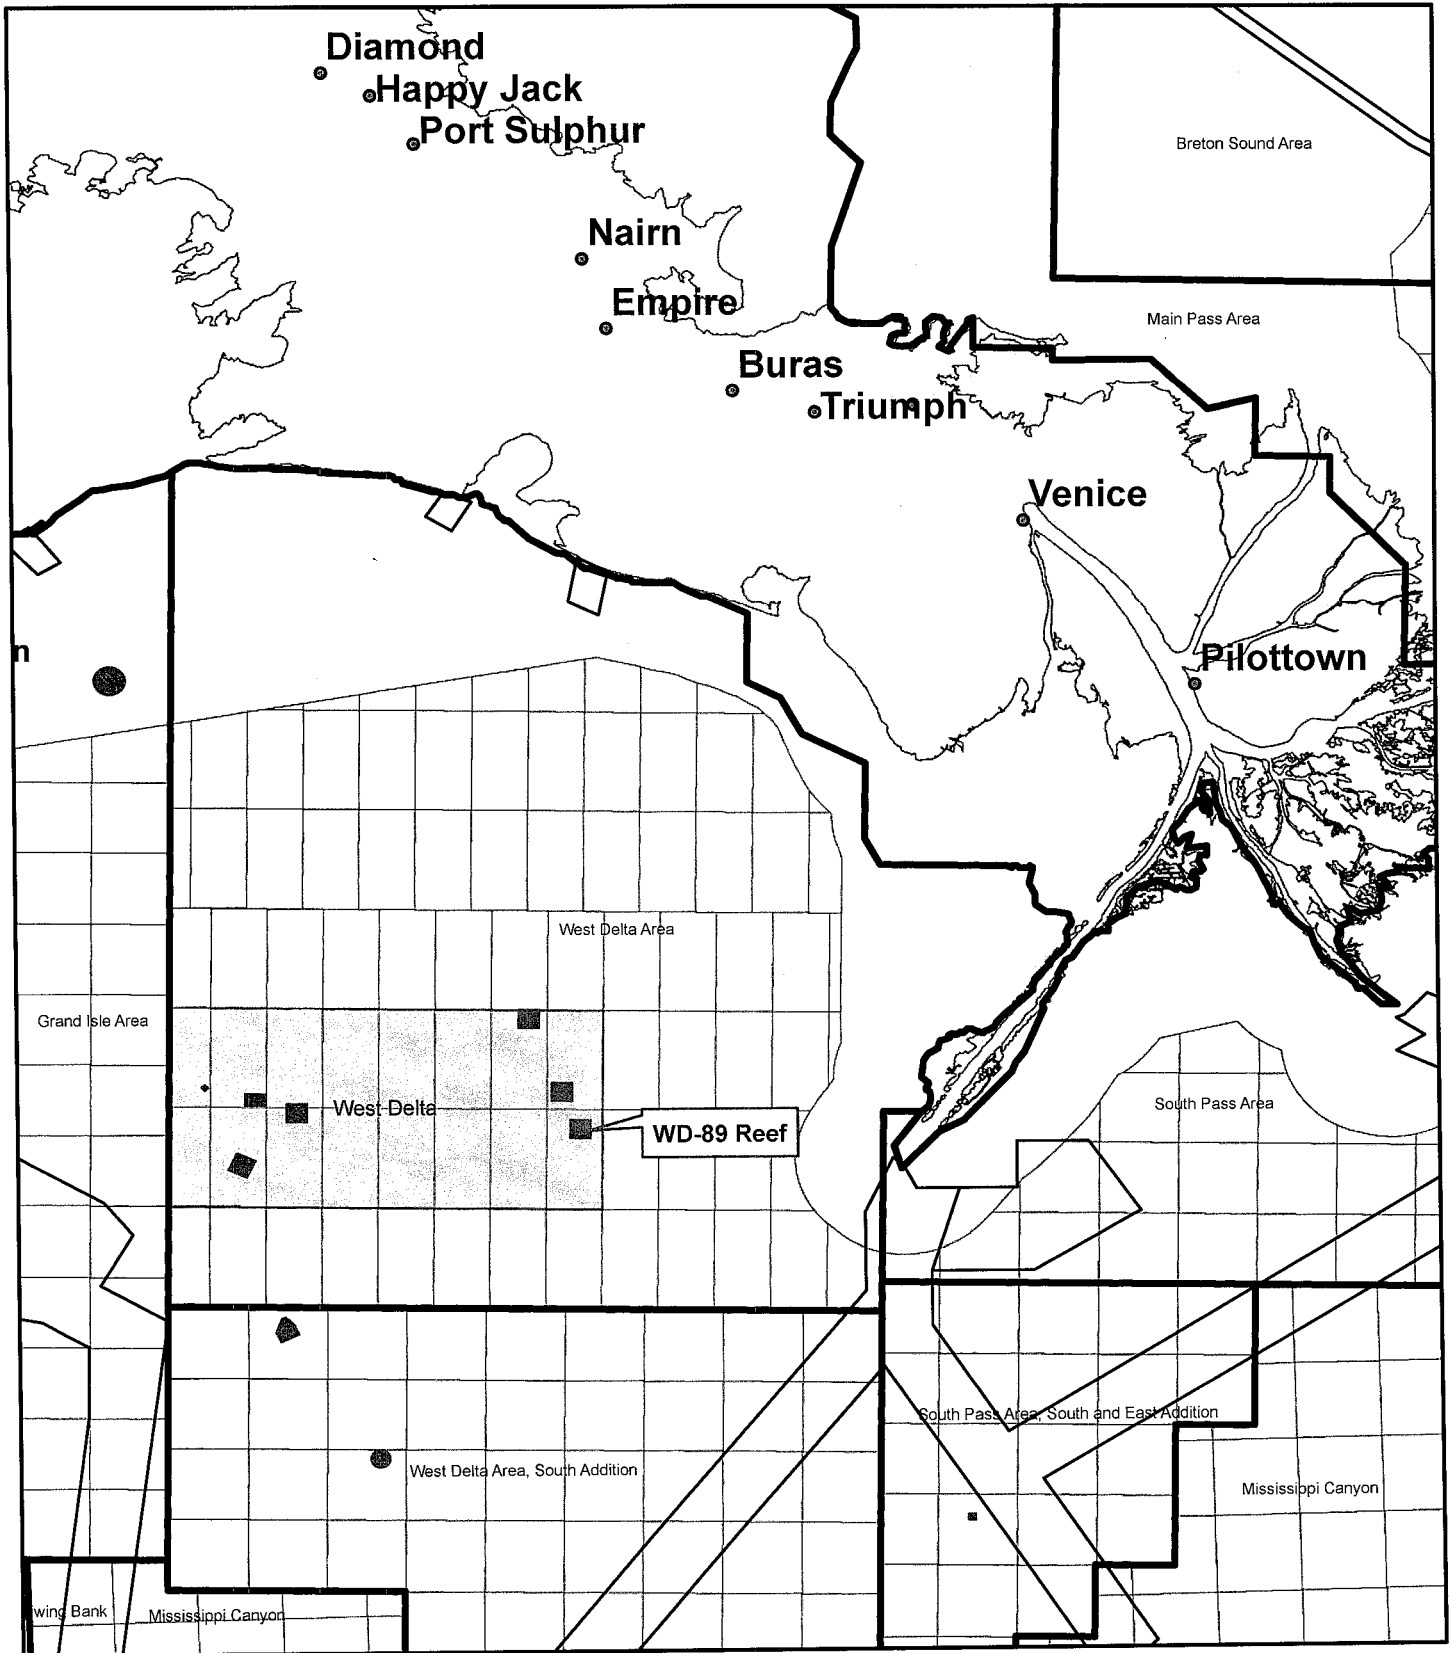 Diamond
Happy Jack
Port Sulphur
Breton Sound Area
Nairn
Empire
Main Pass Area
Buras
Triumph
Venice
n
Pilottown
West Delta Area
Grand Isle Area
West Delta
WD-89 Reef
South Pass Area
South Pass Area, South and East Addition
West Delta Area, South Addition
Mississippi Canyon
wing Bank
Mississippi Canyon